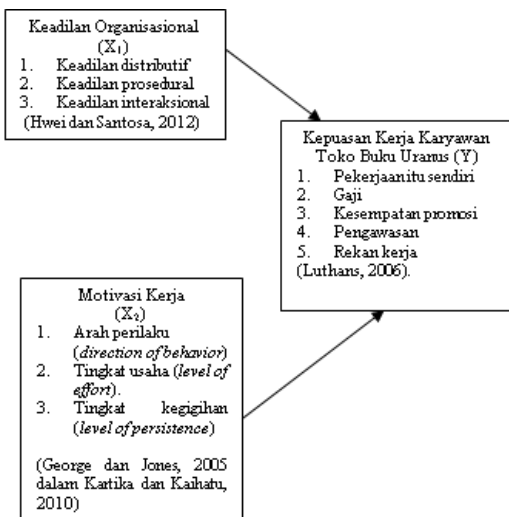 Keadilan Organisasional
(X₁)
1. Keadilan distributif
2. Keadilan prosedural
3. Keadilan interaksional
(Hwei dan Santosa, 2012)
Kepuasan Kerja Karyawan
Toko Buku Uranus (Y)
1. Pekerjaan itu sendiri
2. Gaji
3. Kesempatan promosi
4. Pengawasan
5. Rekan kerja
(Luthans, 2006).
Motivasi Kerja
(X₂)
1. Arah perilaku
(direction of behavior)
2. Tingkat usaha (level of
effort).
3. Tingkat kegigihan
(level of persistence)
(George dan Jones, 2005
dalam Kartika dan Kaihatu,
2010)